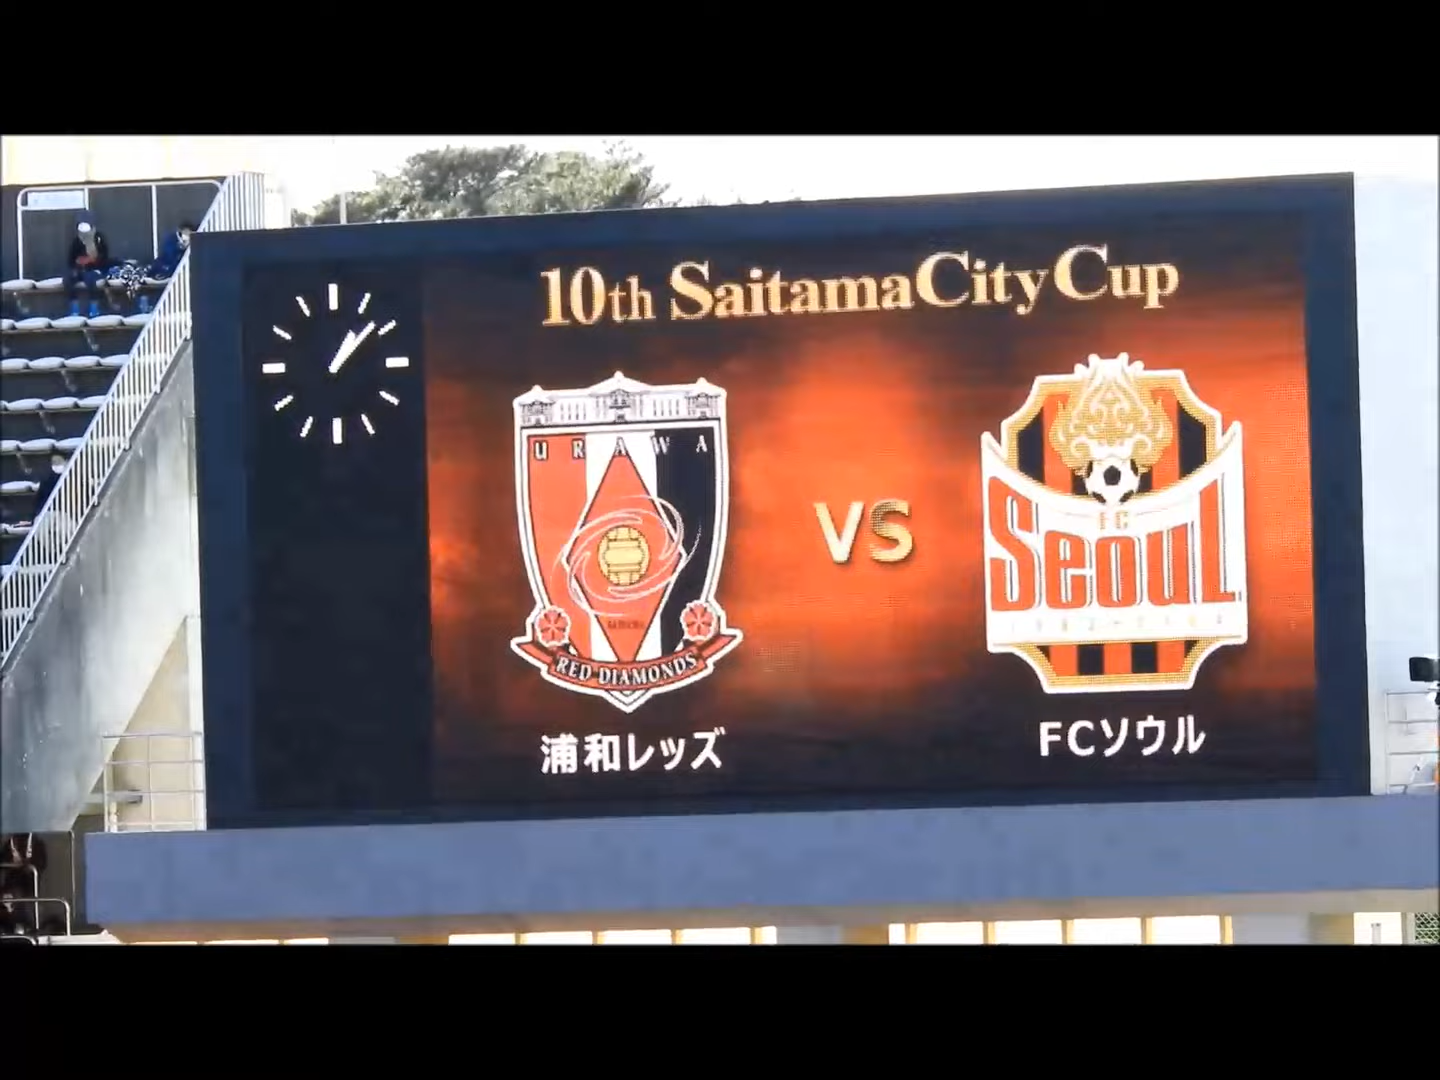 10th Saitama City Cup
URAWA
VS
FC
SEOUL
RED DIAMONDS
浦和レッズ
FCソウル